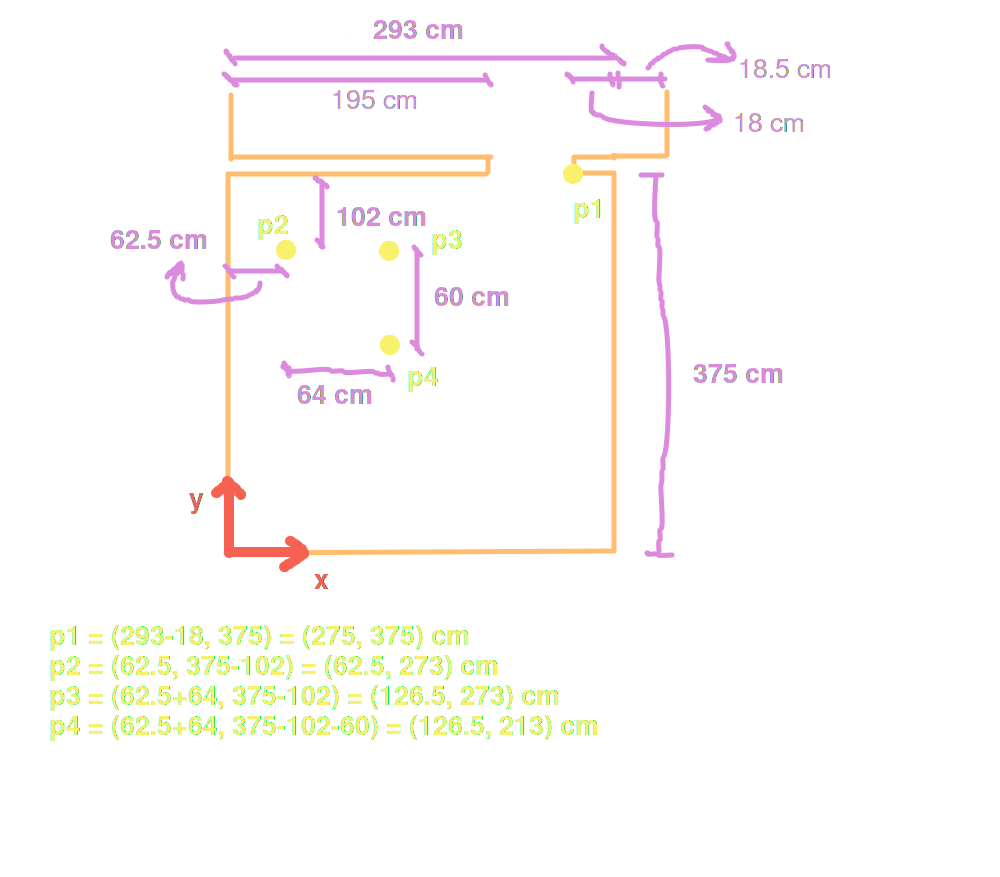 293 cm
18.5 cm
195 cm
18 cm
p1
102 cm
p2
p3
62.5 cm
60 cm
375 cm
p4
64 cm
y
x
p1 = (293-18, 375) = (275, 375) cm
p2 = (62.5, 375-102) = (62.5, 273) cm
p3 = (62.5+64, 375-102) = (126.5, 273) cm
p4 = (62.5+64, 375-102-60) = (126.5, 213) cm